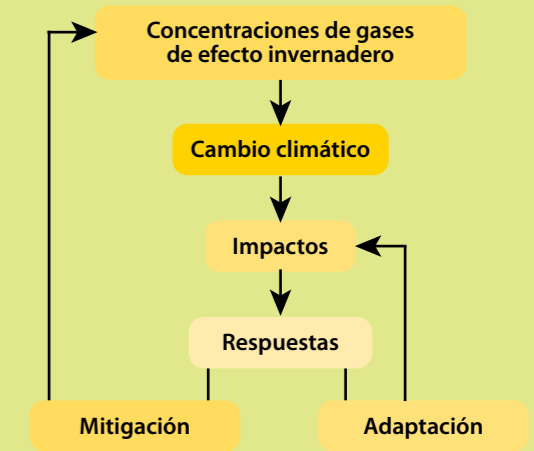 Concentraciones de gases
de efecto invernadero
Cambio climático
Impactos
Respuestas
Mitigación
Adaptación